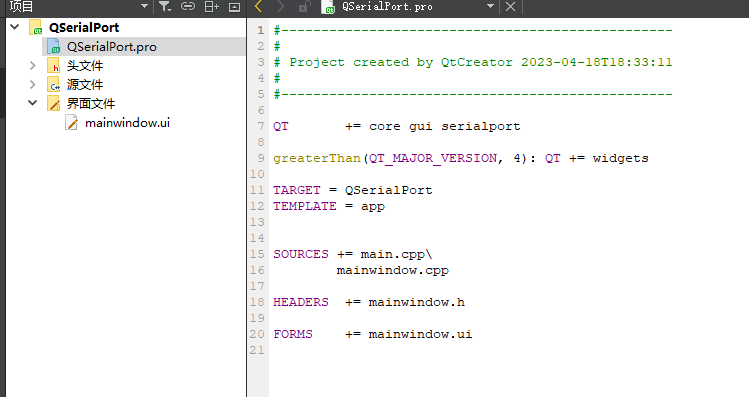 项目
QSerialPort.pro
QSerialPort
QSerialPort.pro
头文件
源文件
界面文件
mainwindow.ui
1 #-------------------------------------------------
2 #
3 # Project created by QtCreator 2023-04-18T18:33:11
4 #
5 #-------------------------------------------------
6
7 QT       += core gui serialport
8
9 greaterThan(QT_MAJOR_VERSION, 4): QT += widgets
10
11 TARGET = QSerialPort
12 TEMPLATE = app
13
14
15 SOURCES += main.cpp\
16         mainwindow.cpp
17
18 HEADERS  += mainwindow.h
19
20 FORMS    += mainwindow.ui
21